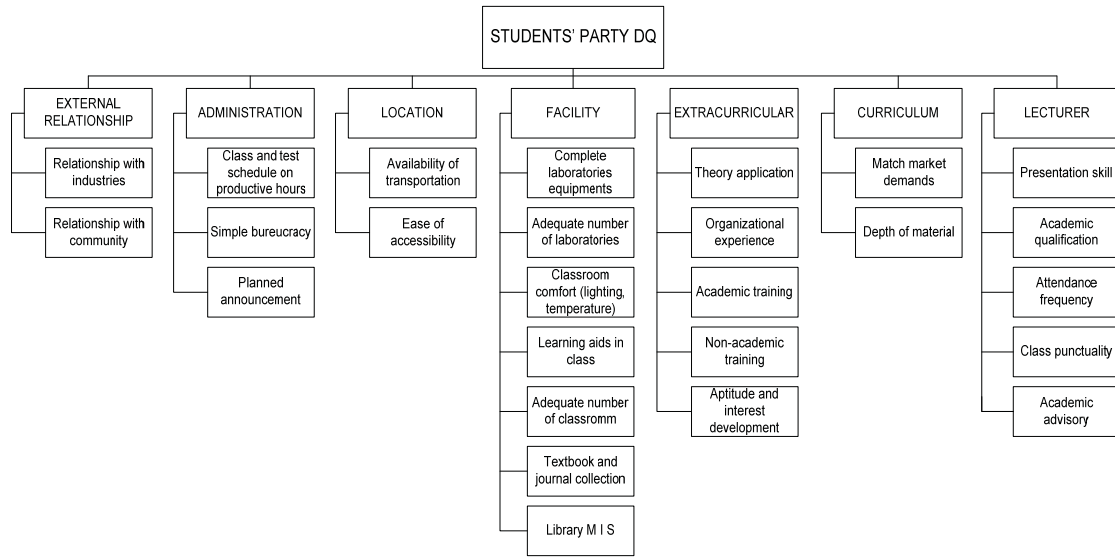 STUDENTS' PARTY DQ
EXTERNAL
RELATIONSHIP
Relationship with
industries
Relationship with
community
ADMINISTRATION
Class and test
schedule on
productive hours
Simple bureucracy
Planned
announcement
LOCATION
Availability of
transportation
Ease of
accessibility
FACILITY
Complete
laboratories
equipments
Adequate number
of laboratories
Classroom
comfort (lighting,
temperature)
Learning aids in
class
Adequate number
of classromm
Textbook and
journal collection
Library M I S
EXTRACURRICULAR
Theory application
Organizational
experience
Academic training
Non-academic
training
Aptitude and
interest
development
CURRICULUM
Match market
demands
Depth of material
LECTURER
Presentation skill
Academic
qualification
Attendance
frequency
Class punctuality
Academic
advisory